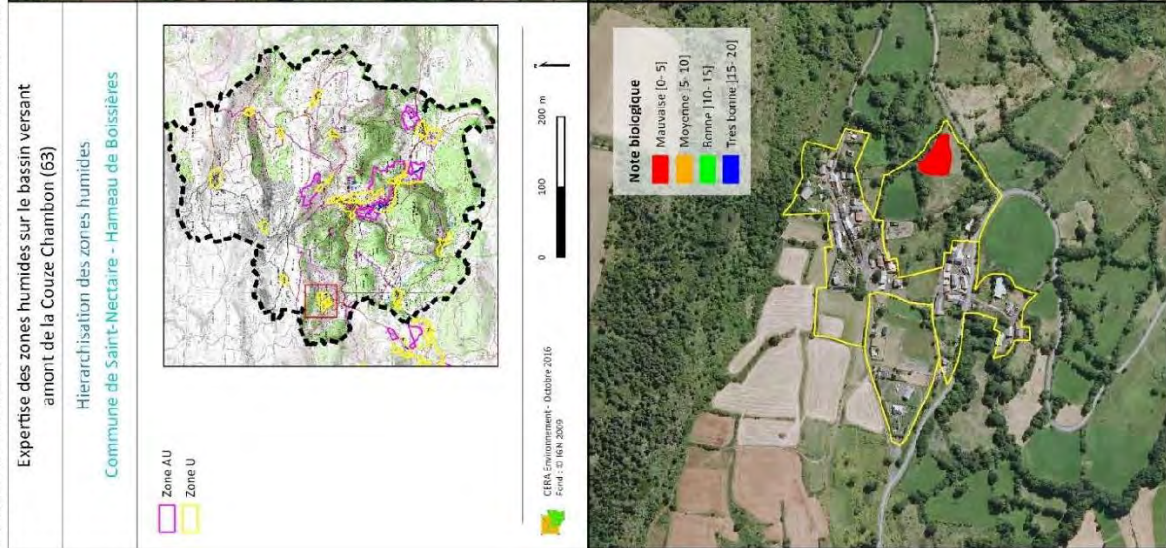 Expertise des zones humides sur le bassin versant
amont de la Couze Chambon (63)
Hiérarchisation des zones humides
Commune de Saint-Nectaire - Hameau de Boissières
Zone AU
Zone U
0 100 200 m
CERA Environnement - Octobre 2016
Fond : © IGN 2009
Note biologique
Mauvaise [0- 5]
Moyenne ]5- 10]
Bonne ]10- 15]
Tres bonne ]15- 20]